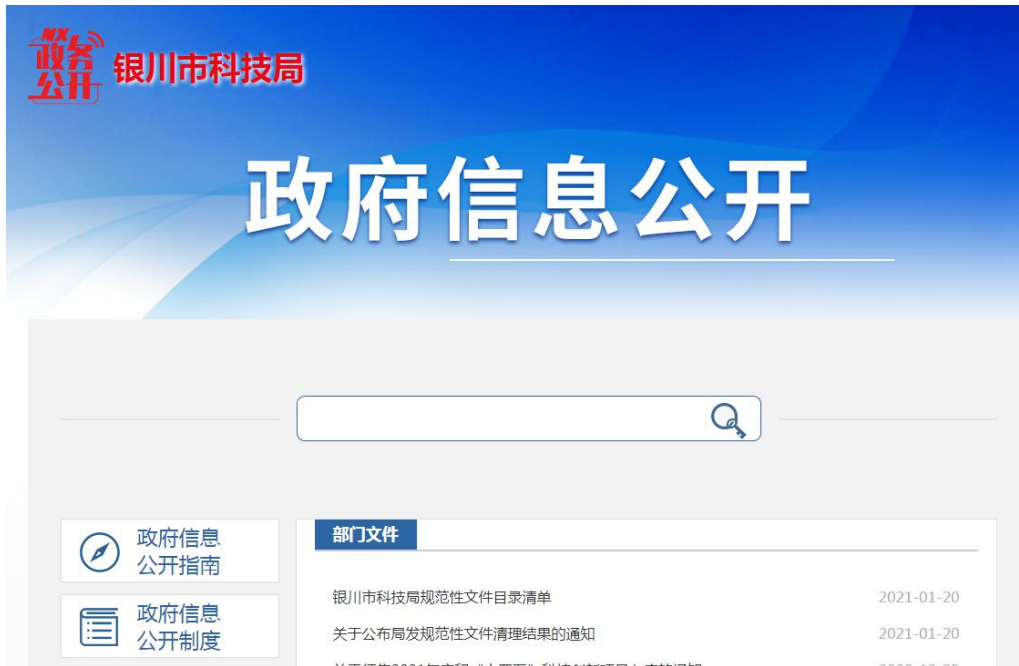 NX
政务
公开
银川市科技局
政府信息公开
政府信息
公开指南
政府信息
公开制度
部门文件
银川市科技局规范性文件目录清单 2021-01-20
关于公布局发规范性文件清理结果的通知 2021-01-20